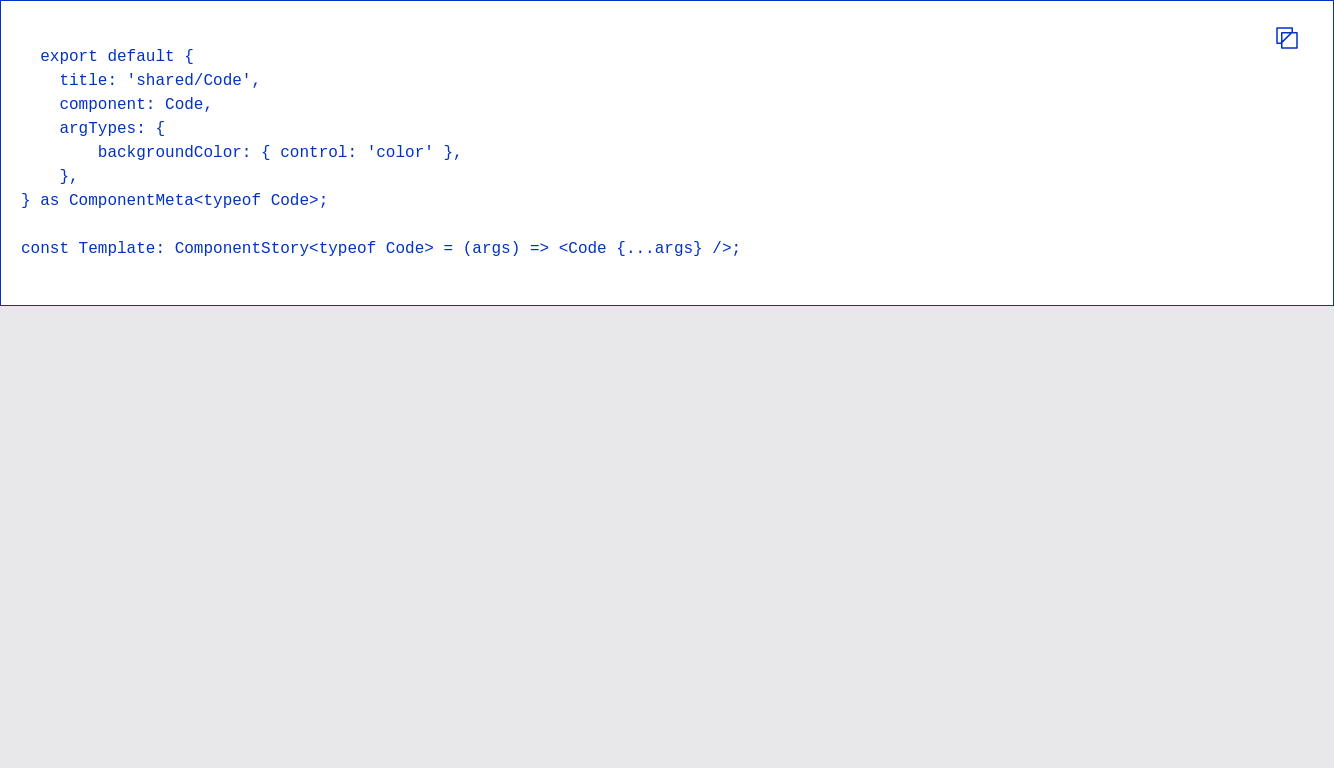 export default {
title: 'shared/Code',
component: Code,
argTypes: {
backgroundColor: { control: 'color' },
},
} as ComponentMeta<typeof Code>;
const Template: ComponentStory<typeof Code> = (args) => <Code {...args} />;